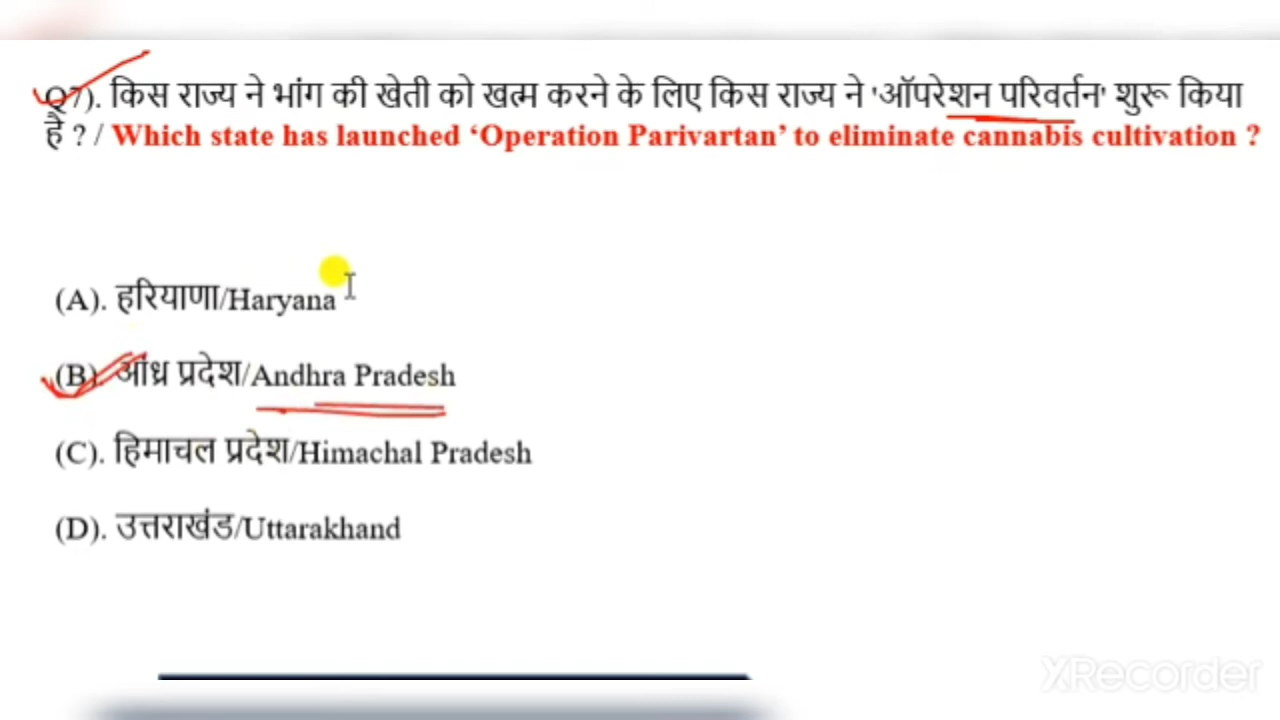 Q7). किस राज्य ने भांग की खेती को खत्म करने के लिए किस राज्य ने 'ऑपरेशन परिवर्तन' शुरू किया
है ? / Which state has launched ‘Operation Parivartan’ to eliminate cannabis cultivation ?
(A). हरियाणा/Haryana
(B). आंध्र प्रदेश/Andhra Pradesh
(C). हिमाचल प्रदेश/Himachal Pradesh
(D). उत्तराखंड/Uttarakhand
XRecorder